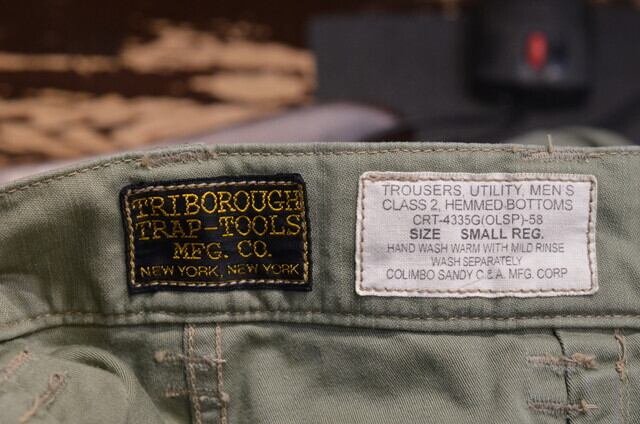 TRIBOROUGH
TRAP-TOOLS
MFG. CO.
NEW YORK, NEW YORK
TROUSERS, UTILITY, MEN'S
CLASS 2, HEMMED BOTTOMS
CRT-4335G(OLSP)-58
SIZE SMALL REG.
HAND WASH WARM WITH MILD RINSE
WASH SEPARATELY
COLIMBO SANDY C.& A. MFG. CORP